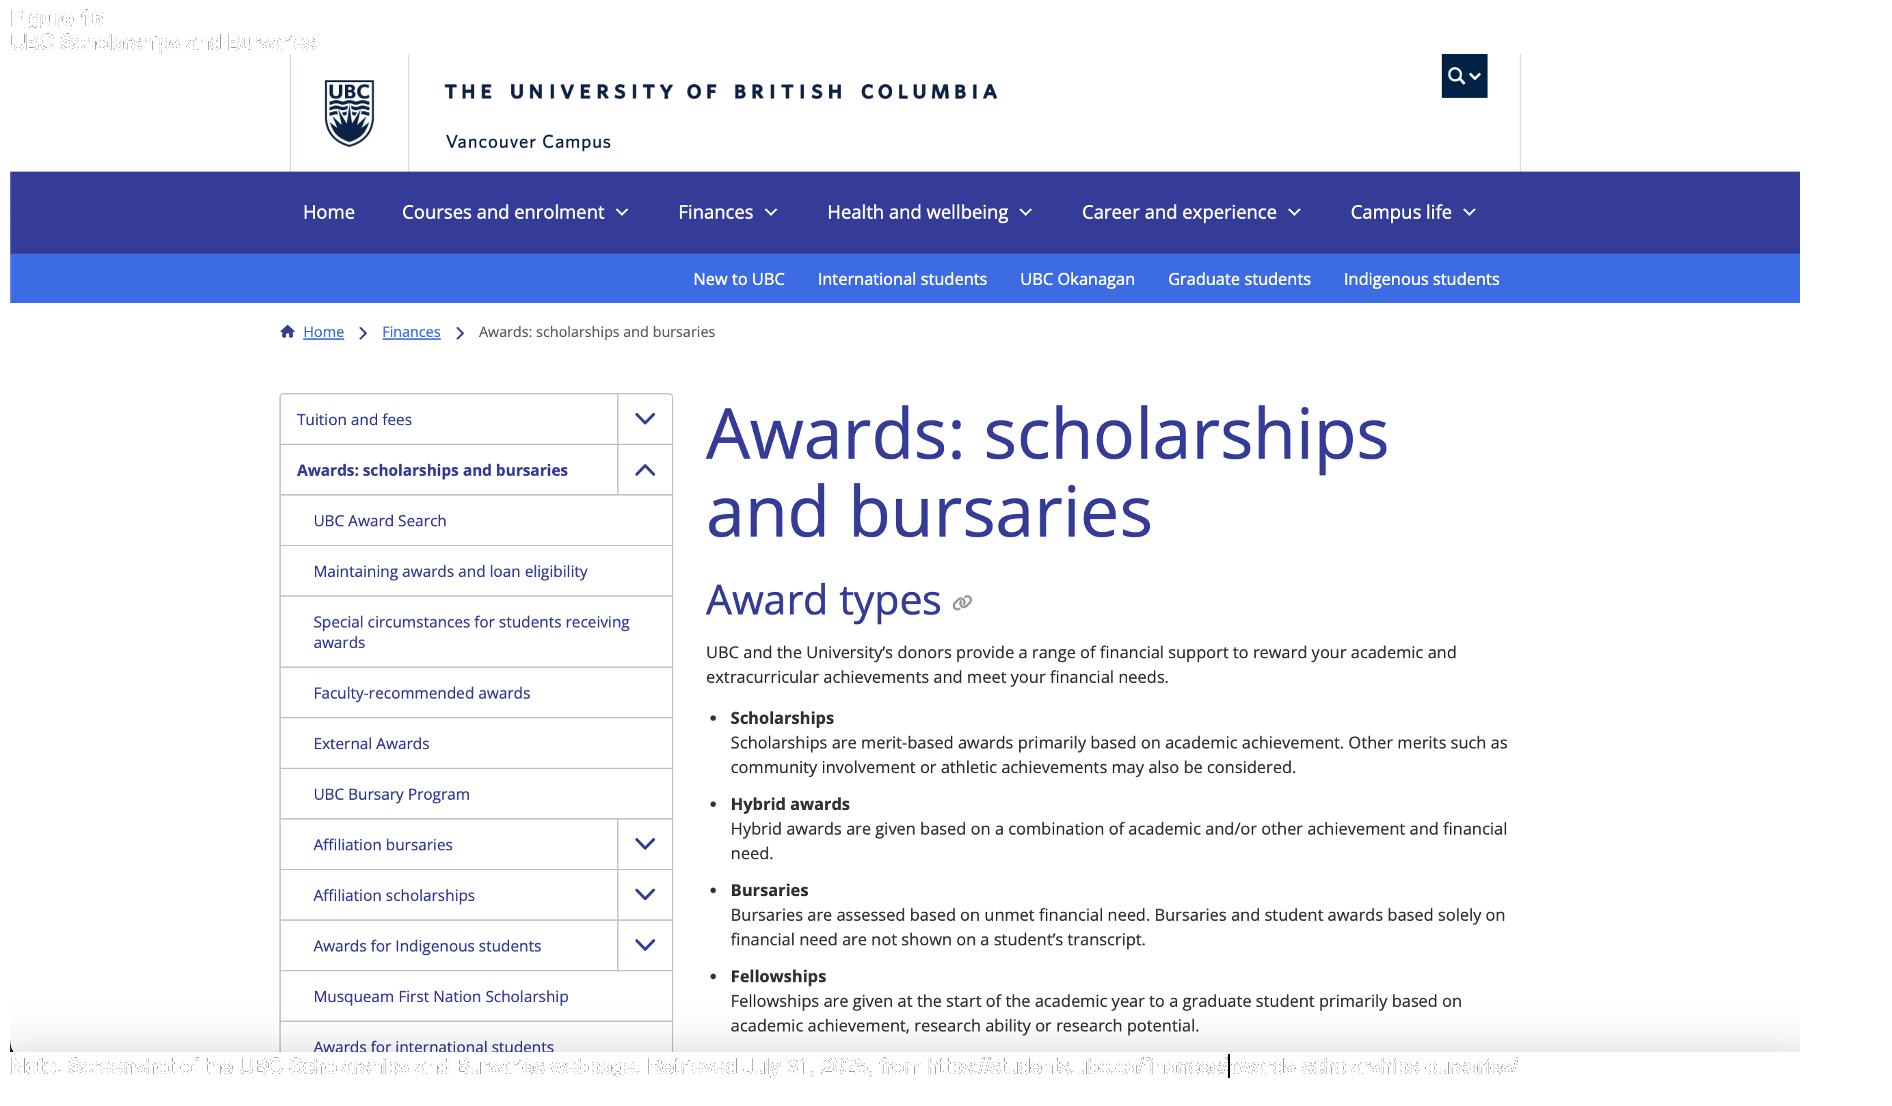 Figure 16
UBC Scholarships and Bursaries
UBC
THE UNIVERSITY OF BRITISH COLUMBIA
Vancouver Campus
Home
Courses and enrolment
Finances
Health and wellbeing
Career and experience
Campus life
New to UBC
International students
UBC Okanagan
Graduate students
Indigenous students
Home
Finances
Awards: scholarships and bursaries
Tuition and fees
Awards: scholarships and bursaries
UBC Award Search
Maintaining awards and loan eligibility
Special circumstances for students receiving
awards
Faculty-recommended awards
External Awards
UBC Bursary Program
Affiliation bursaries
Affiliation scholarships
Awards for Indigenous students
Musqueam First Nation Scholarship
Awards for international students
Awards: scholarships
and bursaries
Award types
UBC and the University’s donors provide a range of financial support to reward your academic and
extracurricular achievements and meet your financial needs.
• Scholarships
Scholarships are merit-based awards primarily based on academic achievement. Other merits such as
community involvement or athletic achievements may also be considered.
• Hybrid awards
Hybrid awards are given based on a combination of academic and/or other achievement and financial
need.
• Bursaries
Bursaries are assessed based on unmet financial need. Bursaries and student awards based solely on
financial need are not shown on a student’s transcript.
• Fellowships
Fellowships are given at the start of the academic year to a graduate student primarily based on
academic achievement, research ability or research potential.
Note. Screenshot of the UBC Scholarships and Bursaries webpage. Retrieved July 31, 2025, from https://students.ubc.ca/finances/awards-scholarships-bursaries/